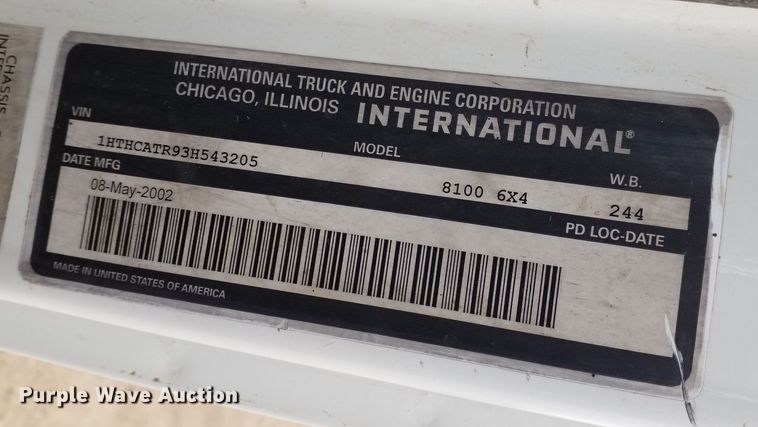 CHASSIS
INTERNATIONAL TRUCK AND ENGINE CORPORATION
CHICAGO, ILLINOIS INTERNATIONAL®
VIN MODEL W.B.
1HTHCATR93H543205 8100 6X4 244
DATE MFG PD LOC-DATE
08-May-2002
MADE IN UNITED STATES OF AMERICA
Purple Wave Auction